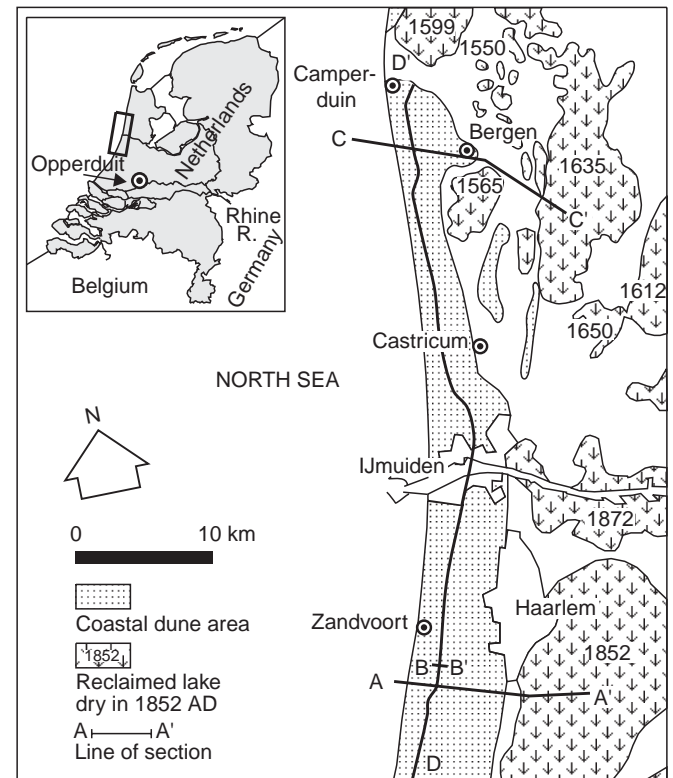 Opperduit
Netherlands
Rhine
R.
Belgium
Germany
1599
1550
D'
Camper-
duin
Bergen
C
1635
1565
C'
1612
1650
Castricum
NORTH SEA
N
IJmuiden
0 10 km
1872
Coastal dune area
Haarlem
Zandvoort
1852
1852
B B'
Reclaimed lake
dry in 1852 AD
A
A'
A A'
Line of section
D